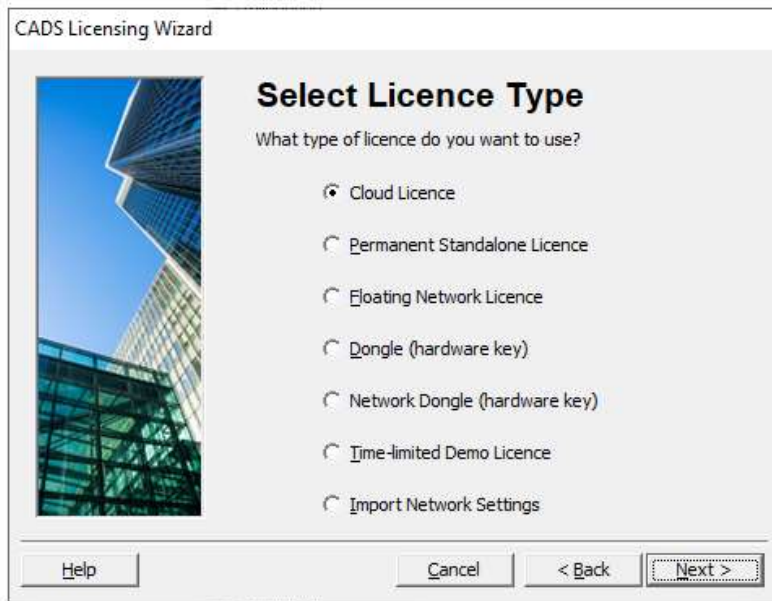 CADS Licensing Wizard
Select Licence Type
What type of licence do you want to use?
Cloud Licence
Permanent Standalone Licence
Floating Network Licence
Dongle (hardware key)
Network Dongle (hardware key)
Time-limited Demo Licence
Import Network Settings
Help
Cancel
< Back
Next >